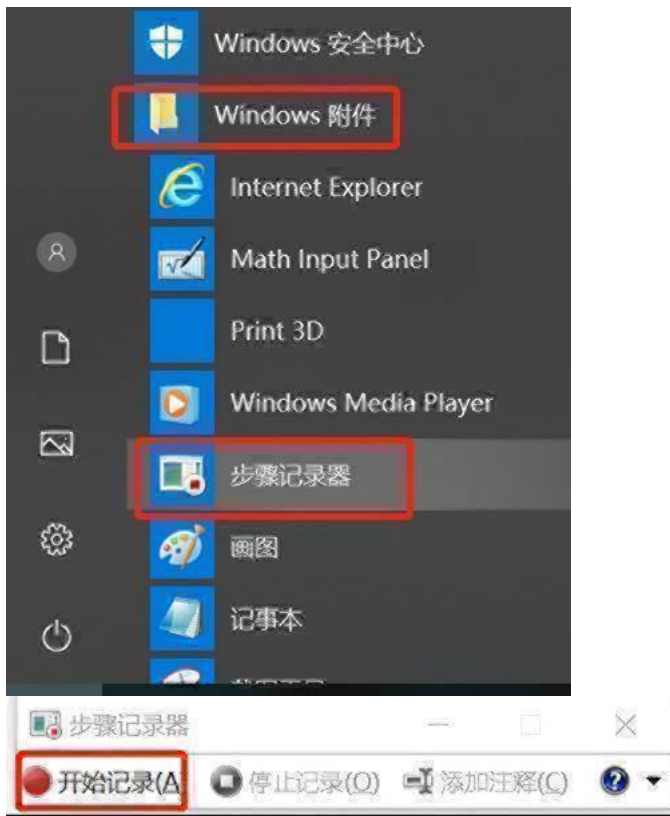 Windows 安全中心
Windows 附件
Internet Explorer
Math Input Panel
Print 3D
Windows Media Player
步骤记录器
画图
记事本
步骤记录器
开始记录(A
停止记录(O)
添加注释(C)